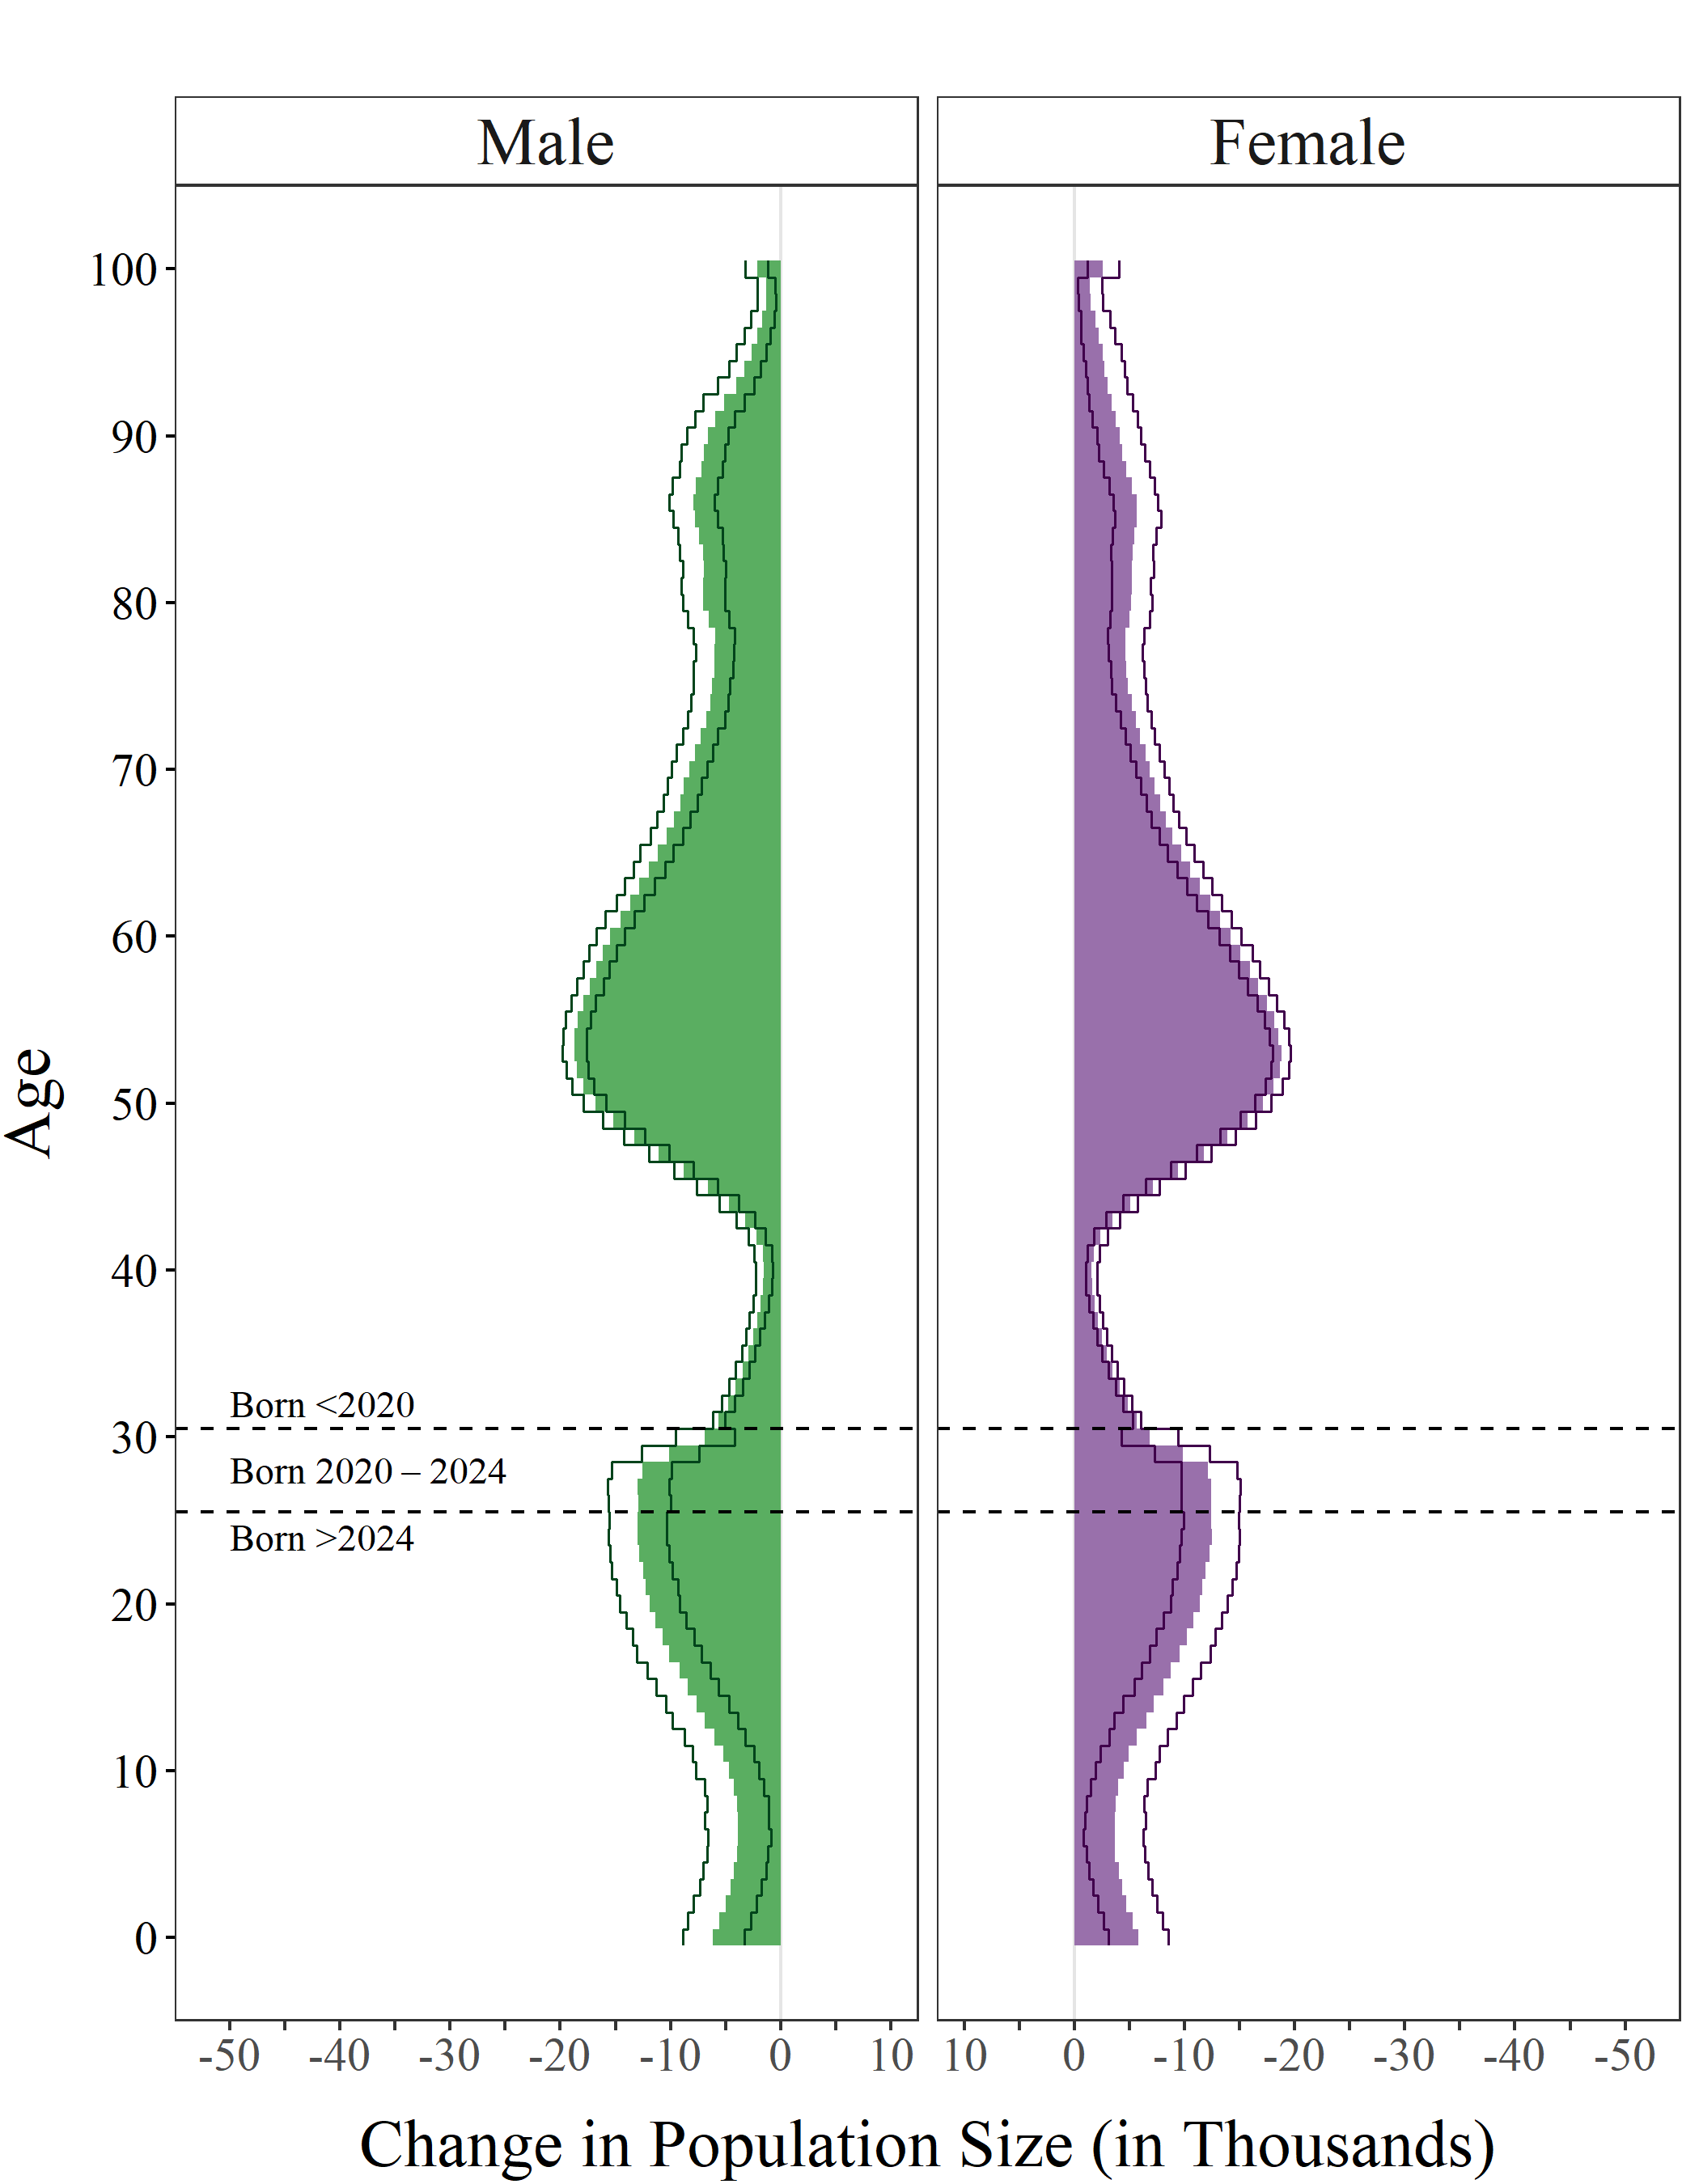 Male Female
100
90
80
70
60
50
40
Born <2020
30
Born 2020 – 2024
Born >2024
20
10
0
Age
-50 -40 -30 -20 -10 0 10 10 0 -10 -20 -30 -40 -50
Change in Population Size (in Thousands)